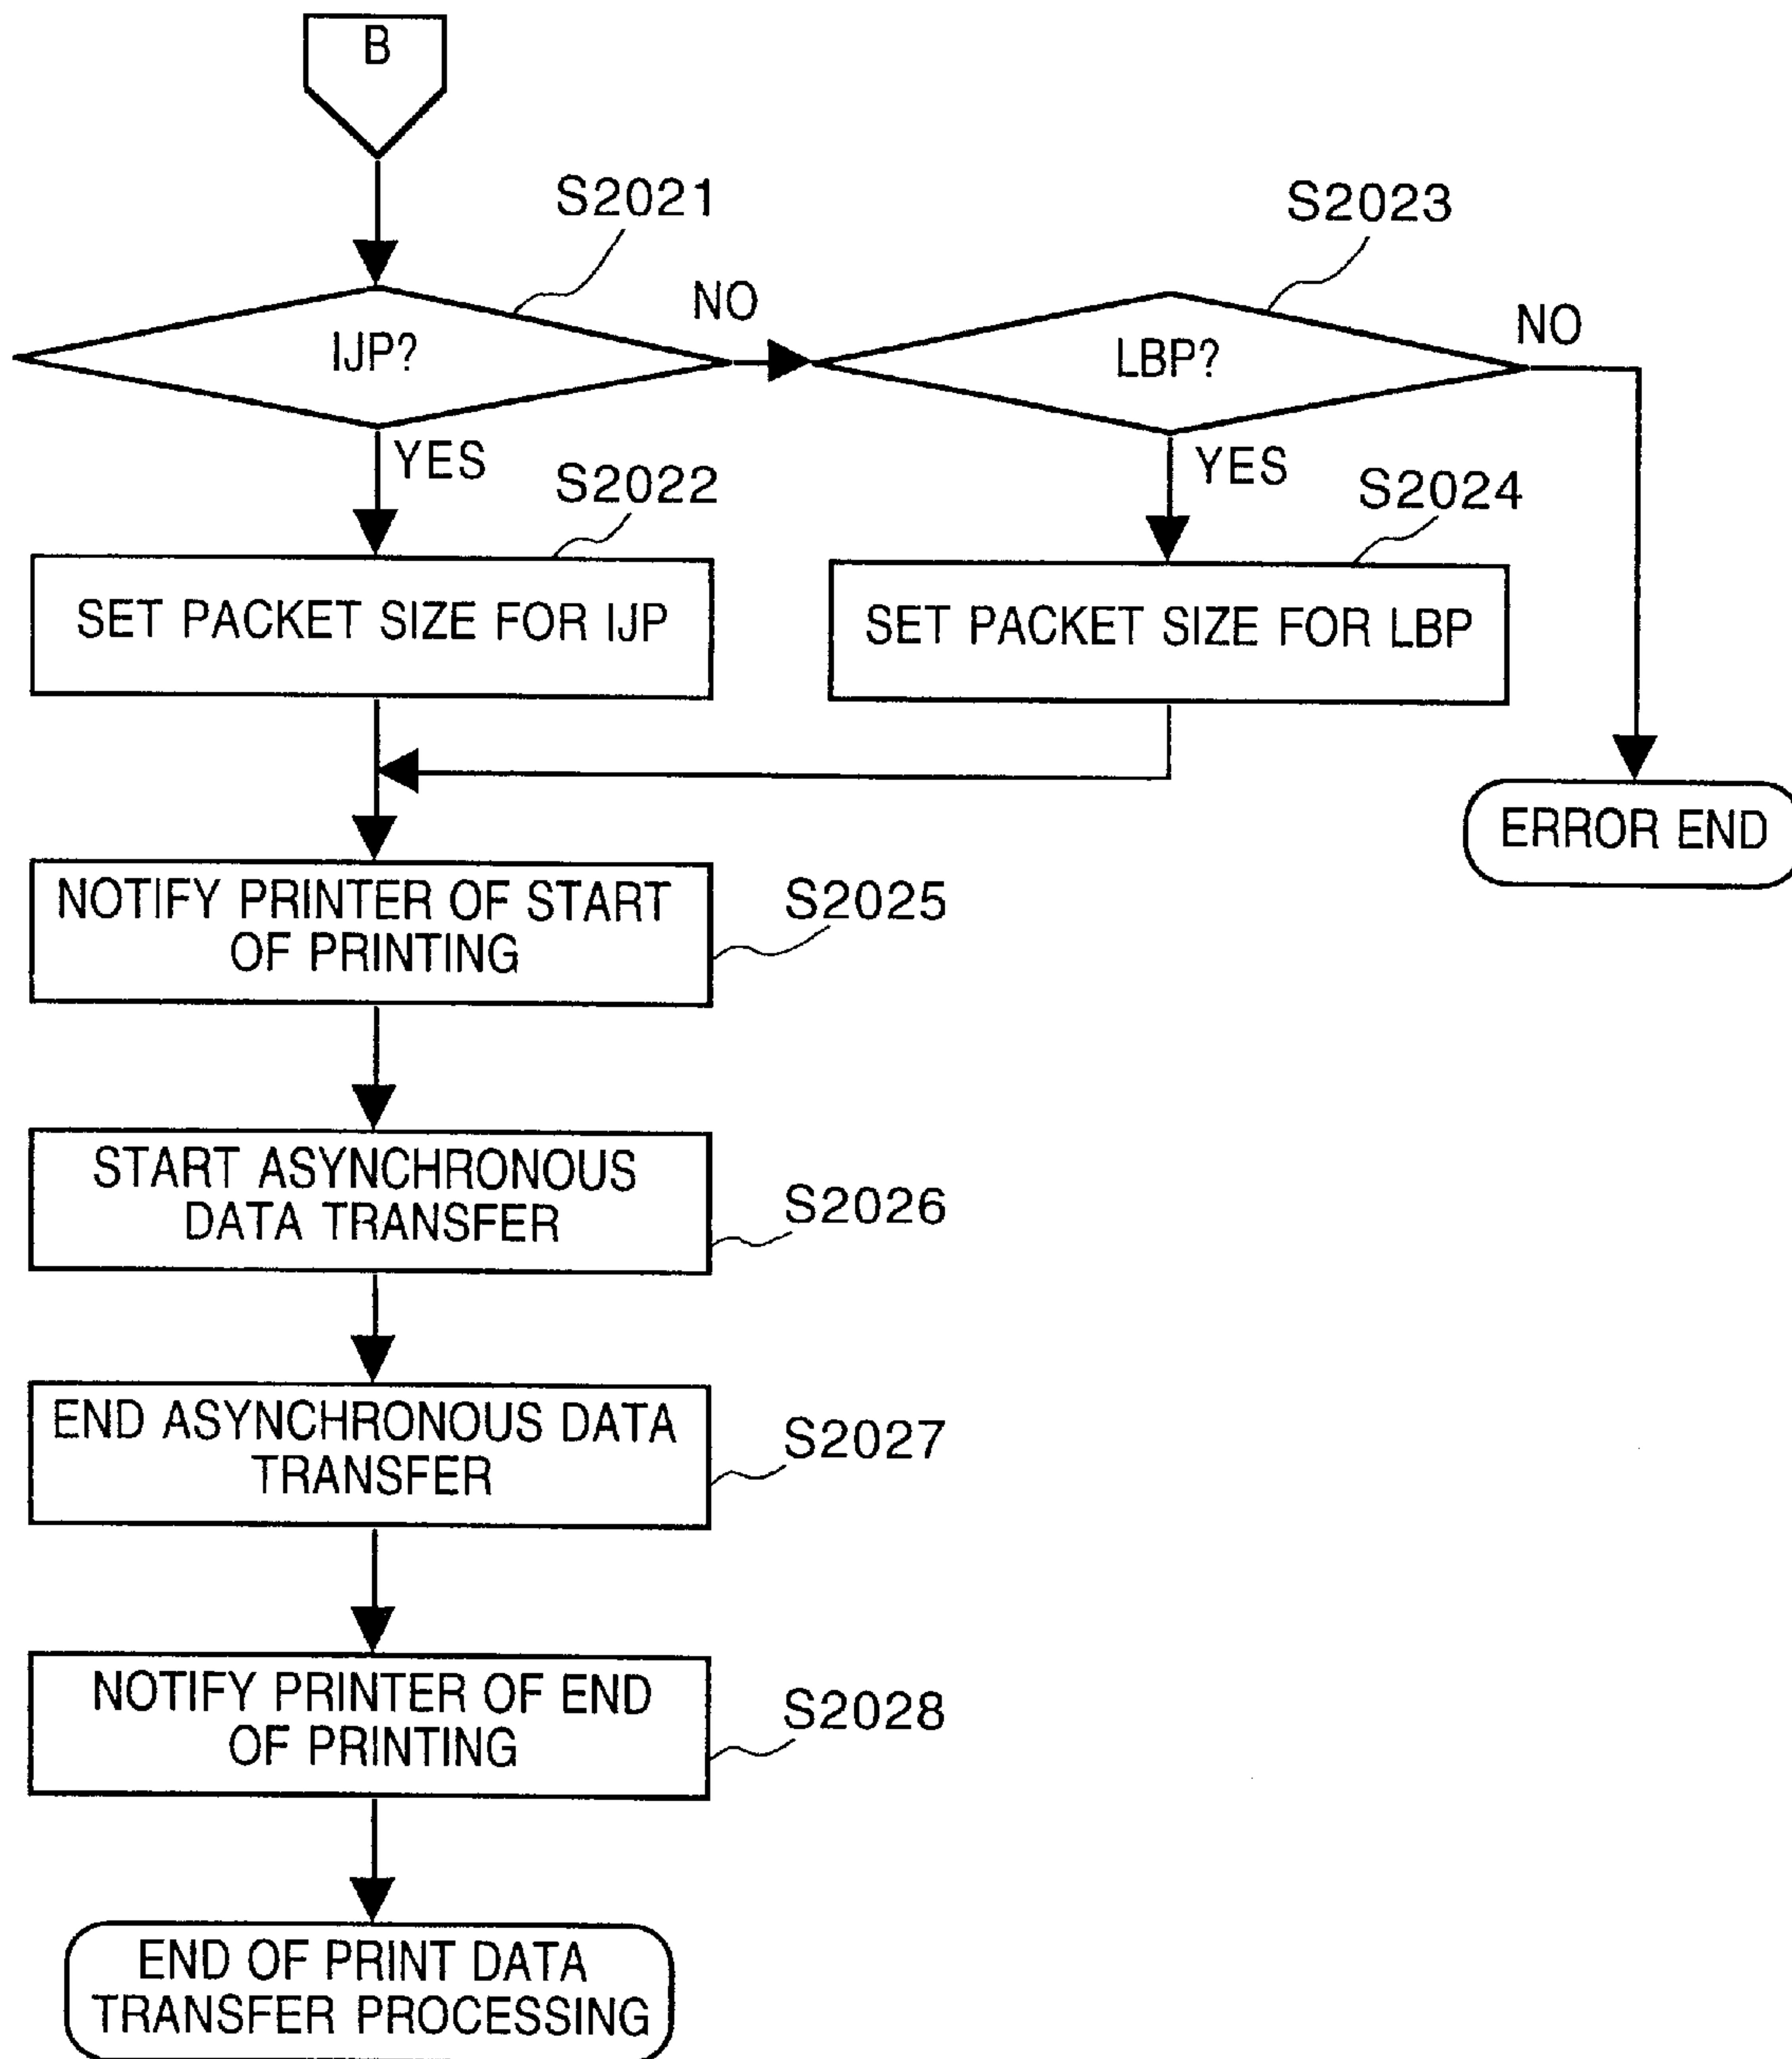 B
S2021
S2023
IJP?
NO
LBP?
NO
YES
YES
S2022
S2024
SET PACKET SIZE FOR IJP
SET PACKET SIZE FOR LBP
ERROR END
NOTIFY PRINTER OF START
OF PRINTING
S2025
START ASYNCHRONOUS
DATA TRANSFER
S2026
END ASYNCHRONOUS DATA
TRANSFER
S2027
NOTIFY PRINTER OF END
OF PRINTING
S2028
END OF PRINT DATA
TRANSFER PROCESSING